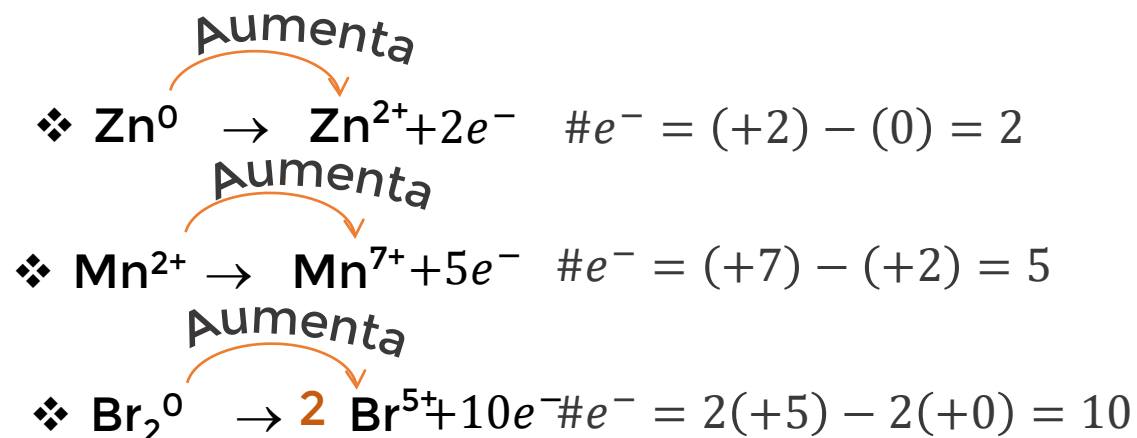 Aumenta
❖ Zn⁰ → Zn²⁺+2e⁻ #e⁻ = (+2) − (0) = 2
Aumenta
❖ Mn²⁺ → Mn⁷⁺+5e⁻ #e⁻ = (+7) − (+2) = 5
Aumenta
❖ Br₂⁰ → 2 Br⁵⁺+10e⁻#e⁻ = 2(+5) − 2(+0) = 10